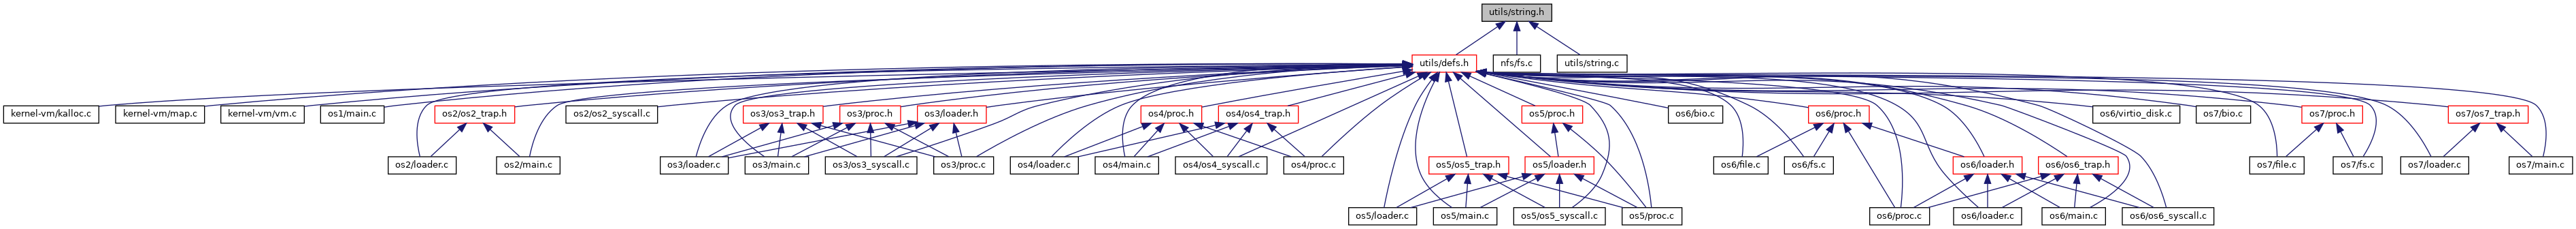 utils/string.h
utils/defs.h
nfs/fs.c
utils/string.c
kernel-vm/kalloc.c
kernel-vm/map.c
kernel-vm/vm.c
os1/main.c
os2/os2_trap.h
os2/os2_syscall.c
os3/os3_trap.h
os3/proc.h
os3/loader.h
os4/proc.h
os4/os4_trap.h
os5/proc.h
os6/bio.c
os6/proc.h
os6/virtio_disk.c
os7/bio.c
os7/proc.h
os7/os7_trap.h
os2/loader.c
os2/main.c
os3/loader.c
os3/main.c
os3/os3_syscall.c
os3/proc.c
os4/loader.c
os4/main.c
os4/os4_syscall.c
os4/proc.c
os5/os5_trap.h
os5/loader.h
os6/file.c
os6/fs.c
os6/loader.h
os6/os6_trap.h
os7/file.c
os7/fs.c
os7/loader.c
os7/main.c
os5/loader.c
os5/main.c
os5/os5_syscall.c
os5/proc.c
os6/proc.c
os6/loader.c
os6/main.c
os6/os6_syscall.c